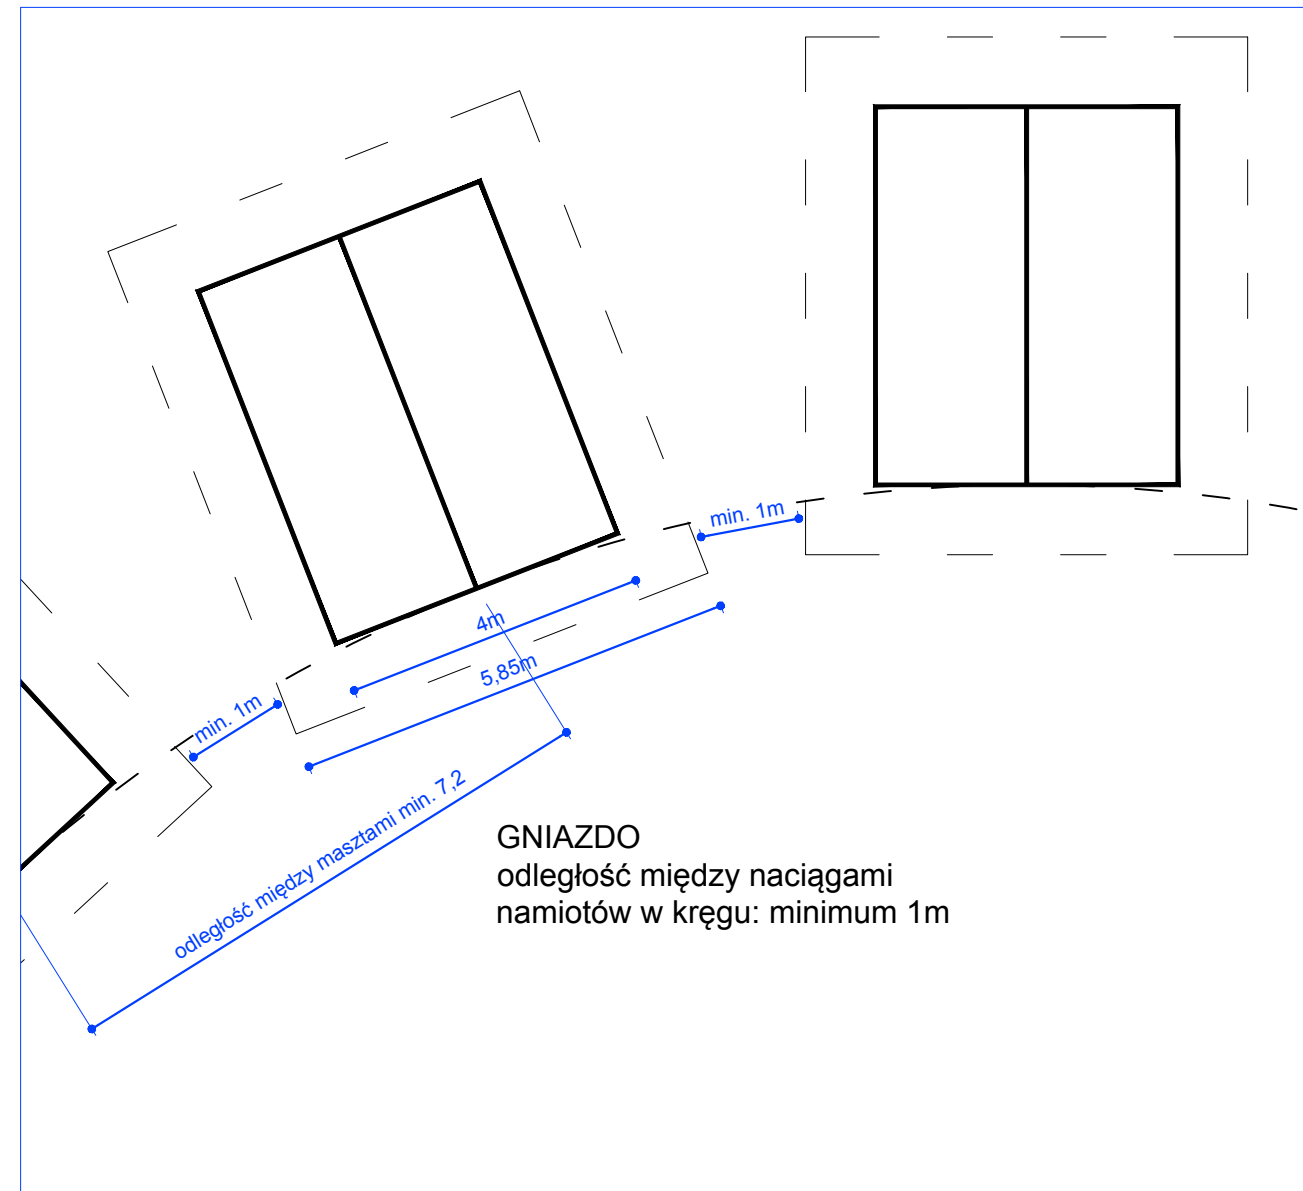 min. 1m
4m
5,85m
min. 1m
odległość między masztami min. 7,2
GNIAZDO
odległość między naciągami
namiotów w kręgu: minimum 1m